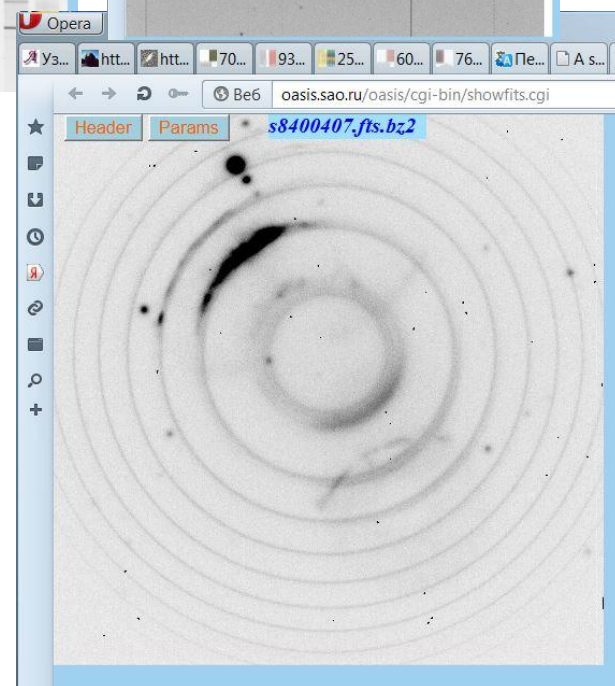 Opera
Уз... htt... htt... 70... 93... 25... 60... 76... Пе... A s...
Веб oasis.sao.ru/oasis/cgi-bin/showfits.cgi
Header Params s8400407.fts.bz2
Я